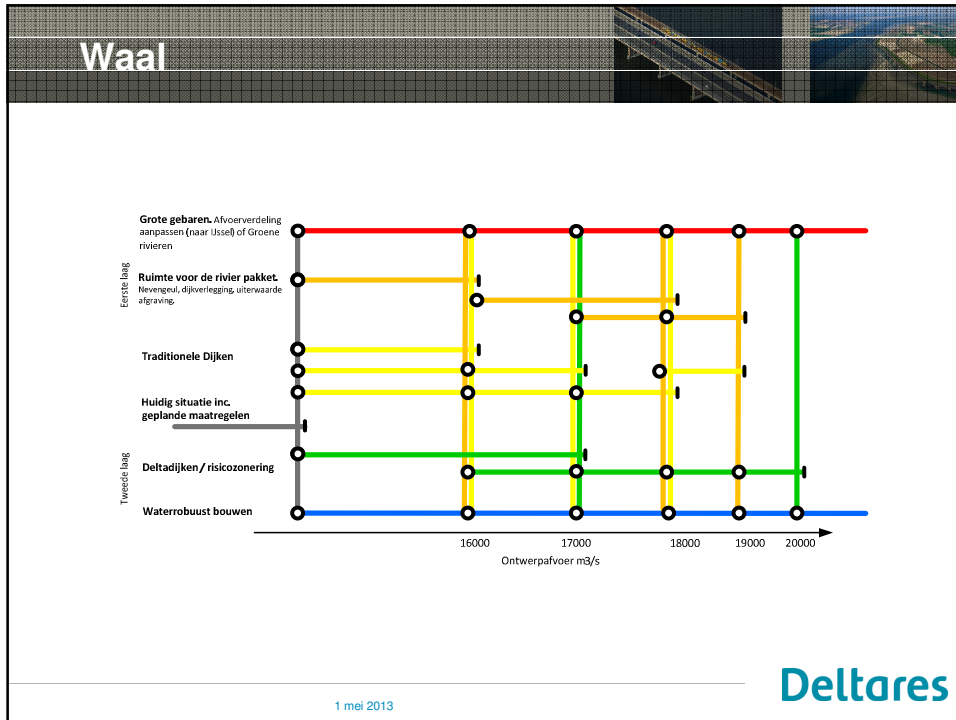 Waal
Grote gebaren. Afvoerverdeling
aanpassen (naar IJssel) of Groene
rivieren
Eerste laag
Ruimte voor de rivier pakket.
Nevengeul, dijkverlegging, uiterwaarde
afgraving.
Traditionele Dijken
Huidig situatie inc.
geplande maatregelen
Tweede laag
Deltadijken / risicozonering
Waterrobuust bouwen
16000 17000 18000 19000 20000
Ontwerpafvoer m3/s
1 mei 2013
Deltares